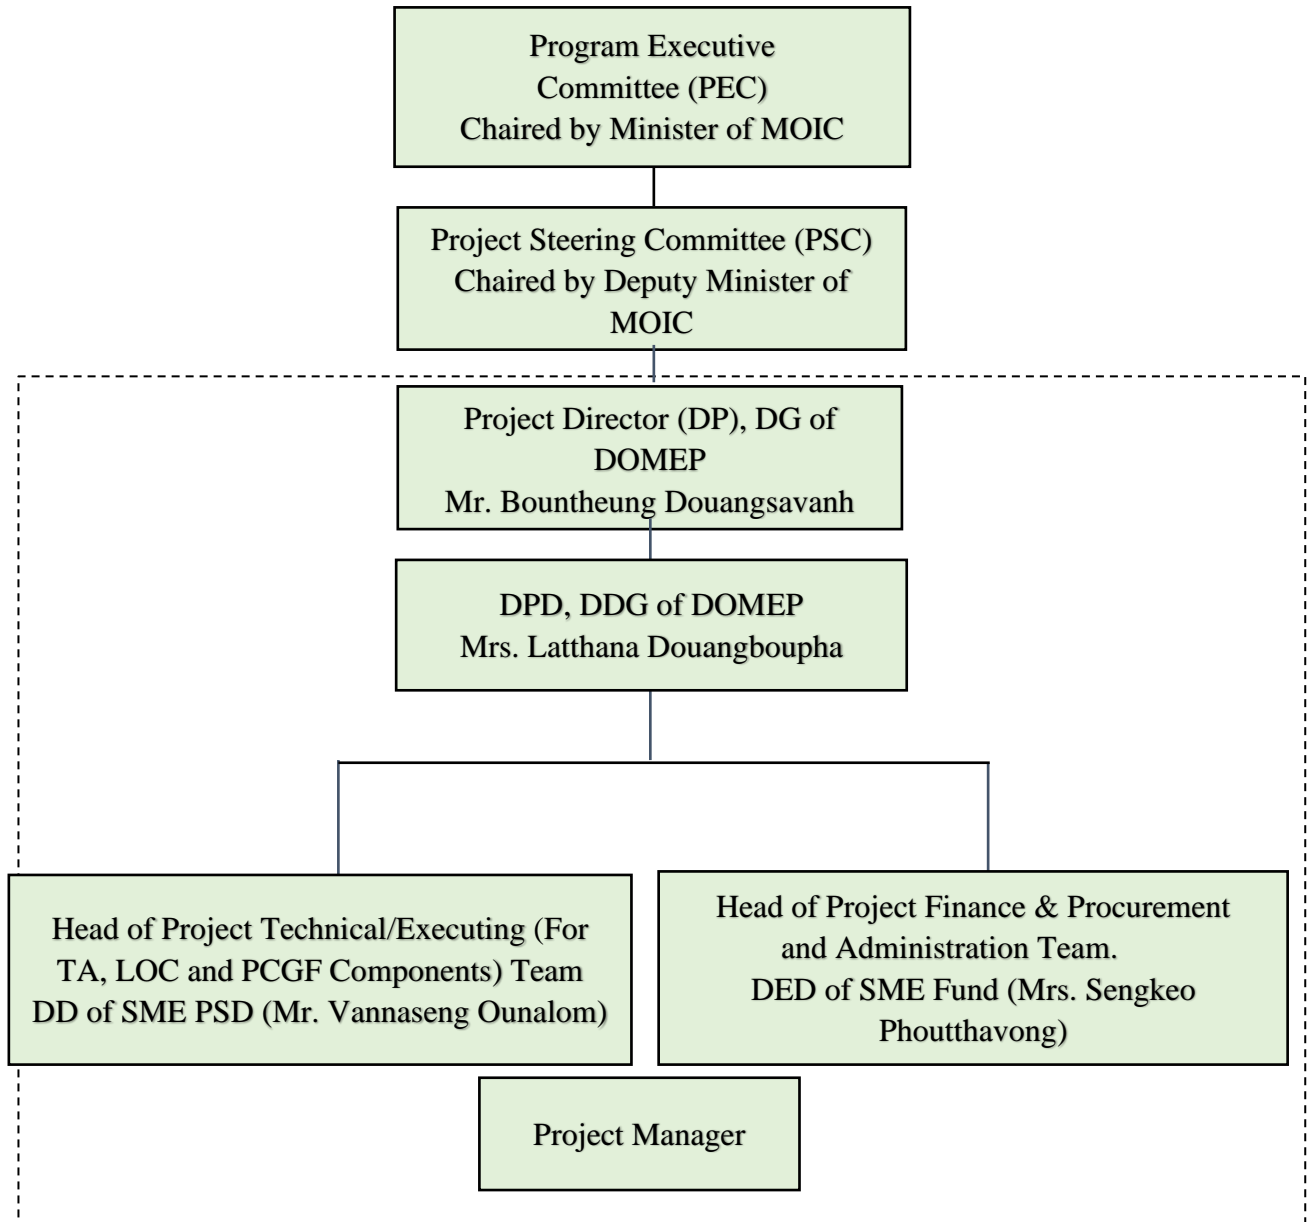 Program Executive
Committee (PEC)
Chaired by Minister of MOIC
Project Steering Committee (PSC)
Chaired by Deputy Minister of
MOIC
Project Director (DP), DG of
DOMEP
Mr. Bountheung Douangsavanh
DPD, DDG of DOMEP
Mrs. Latthana Douangboupha
Head of Project Technical/Executing (For
TA, LOC and PCGF Components) Team
DD of SME PSD (Mr. Vannaseng Ounalom)
Head of Project Finance & Procurement
and Administration Team.
DED of SME Fund (Mrs. Sengkeo
Phoutthavong)
Project Manager